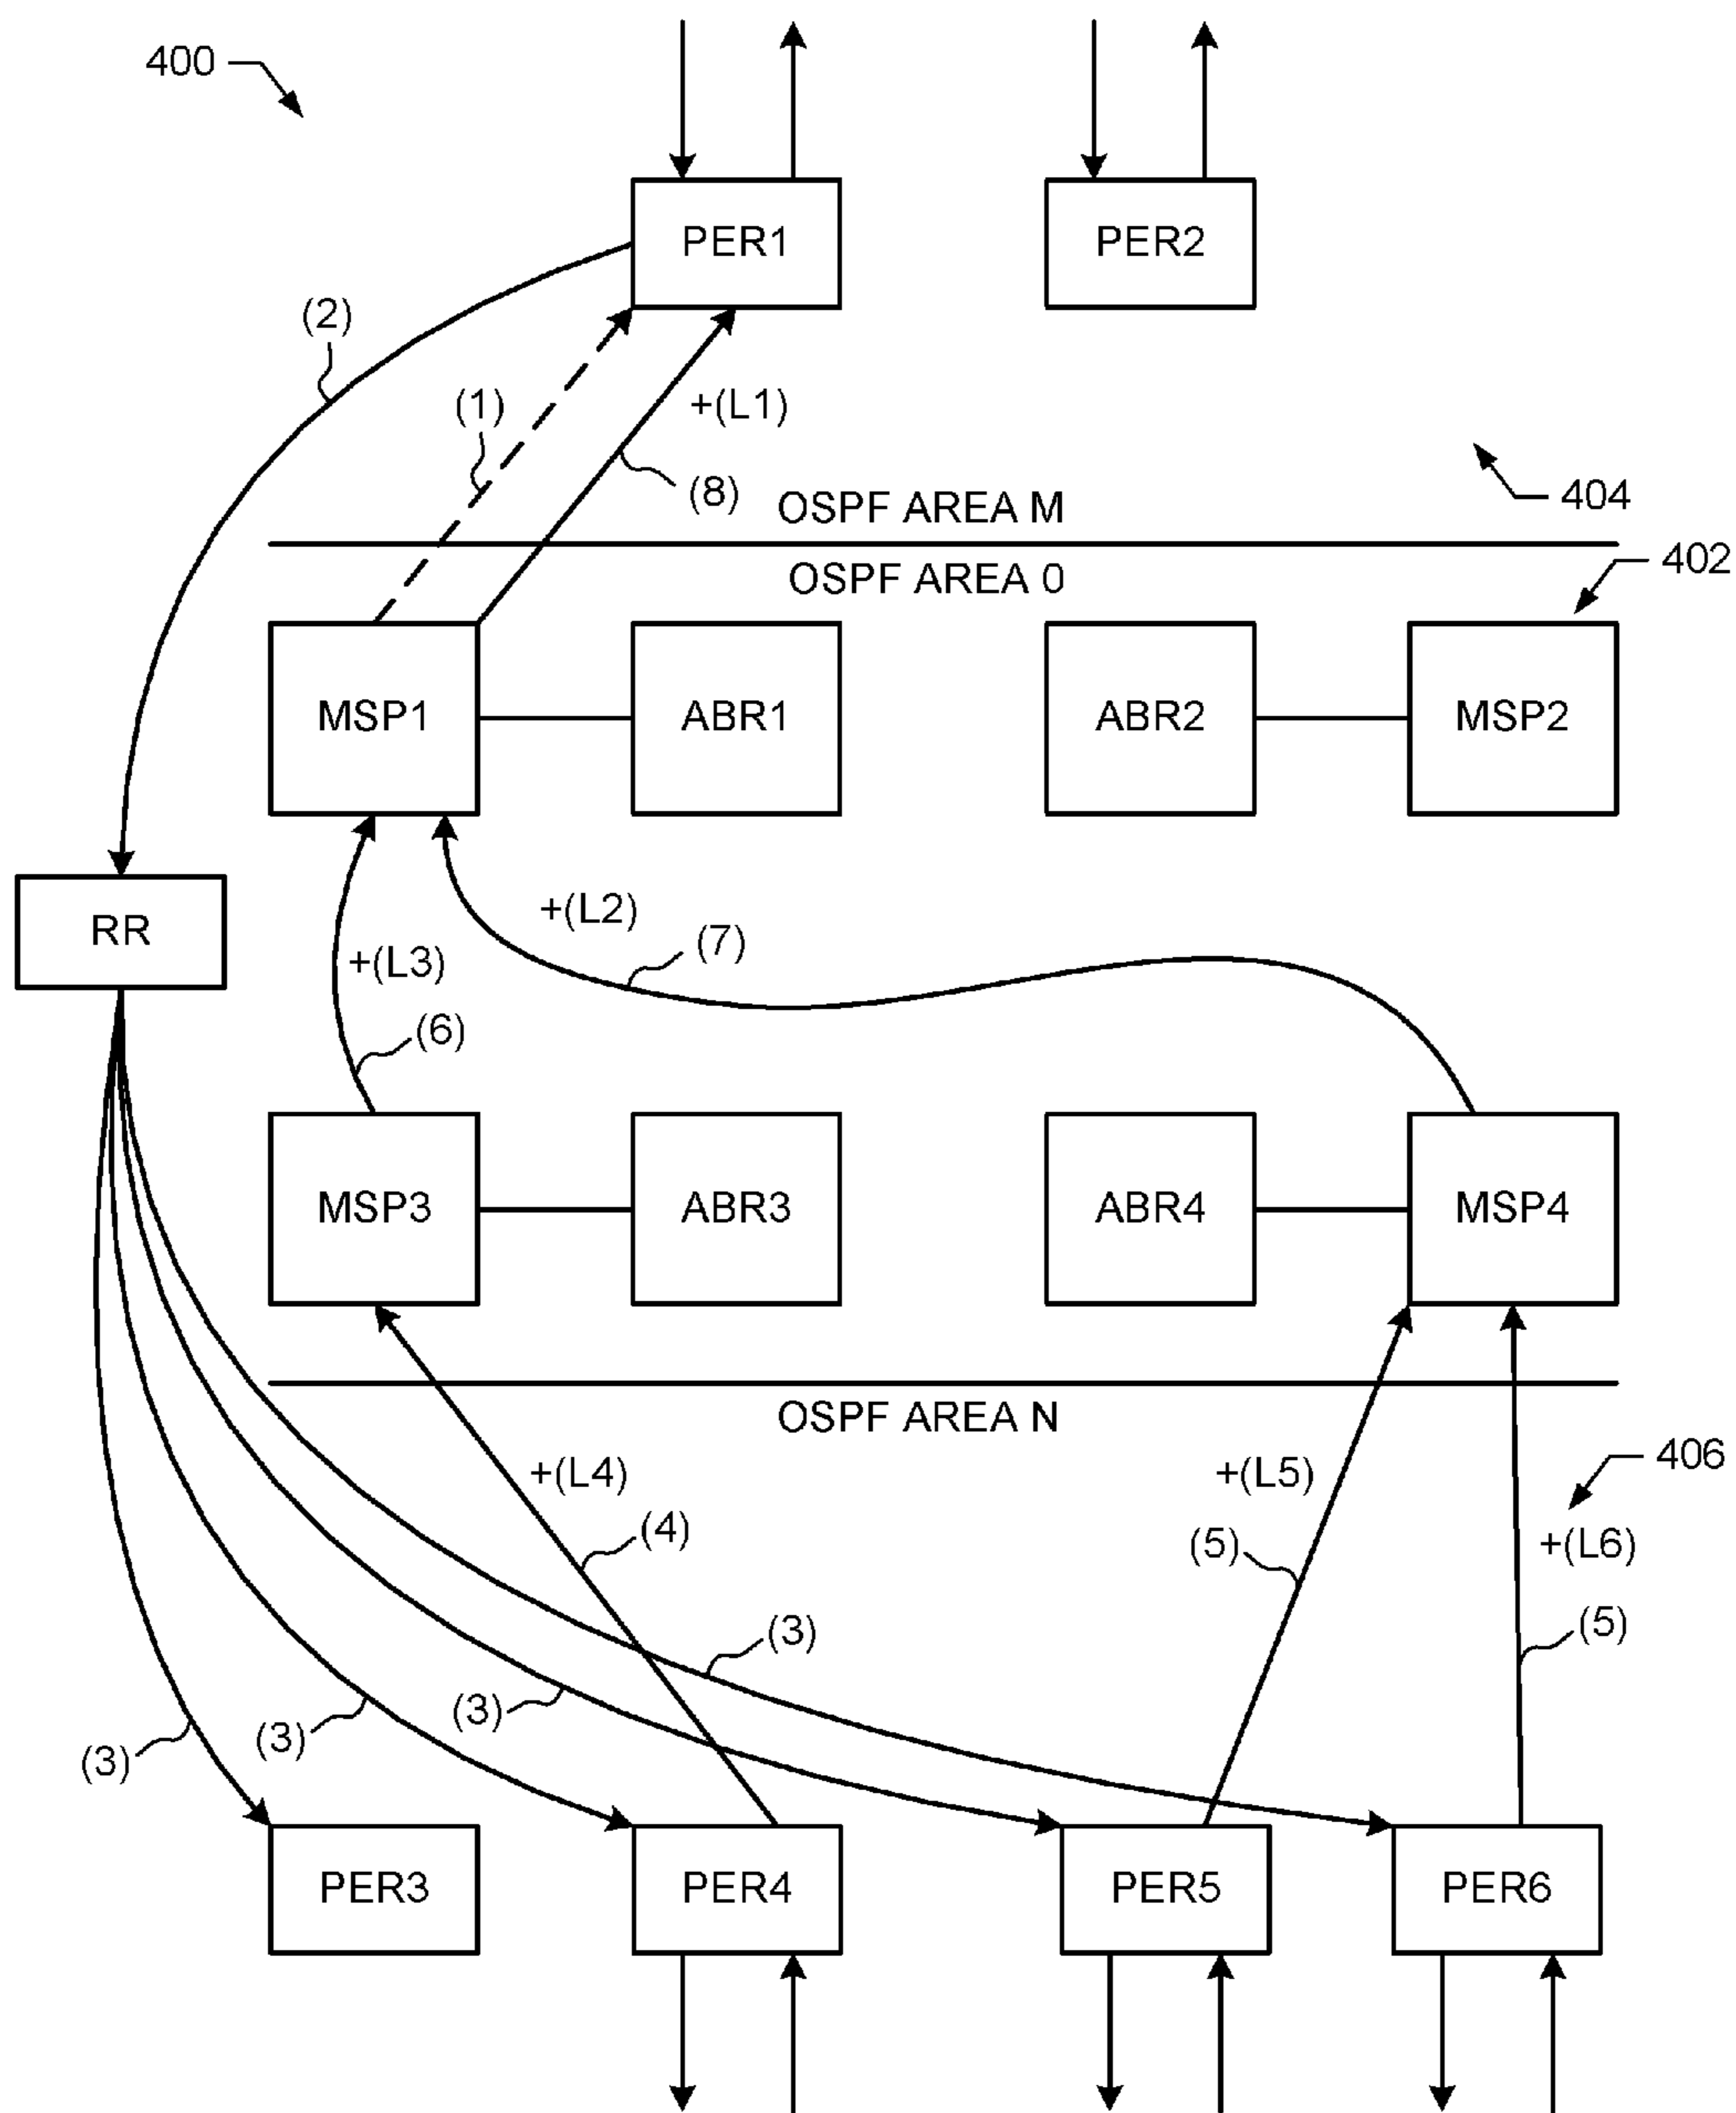 400
PER1
PER2
(2)
(1)
+(L1)
(8)
OSPF AREA M
404
OSPF AREA 0
402
MSP1
ABR1
ABR2
MSP2
RR
+(L3)
+(L2)
(7)
(6)
MSP3
ABR3
ABR4
MSP4
OSPF AREA N
+(L4)
(4)
+(L5)
(5)
406
+(L6)
(5)
(3)
(3)
(3)
(3)
PER3
PER4
PER5
PER6